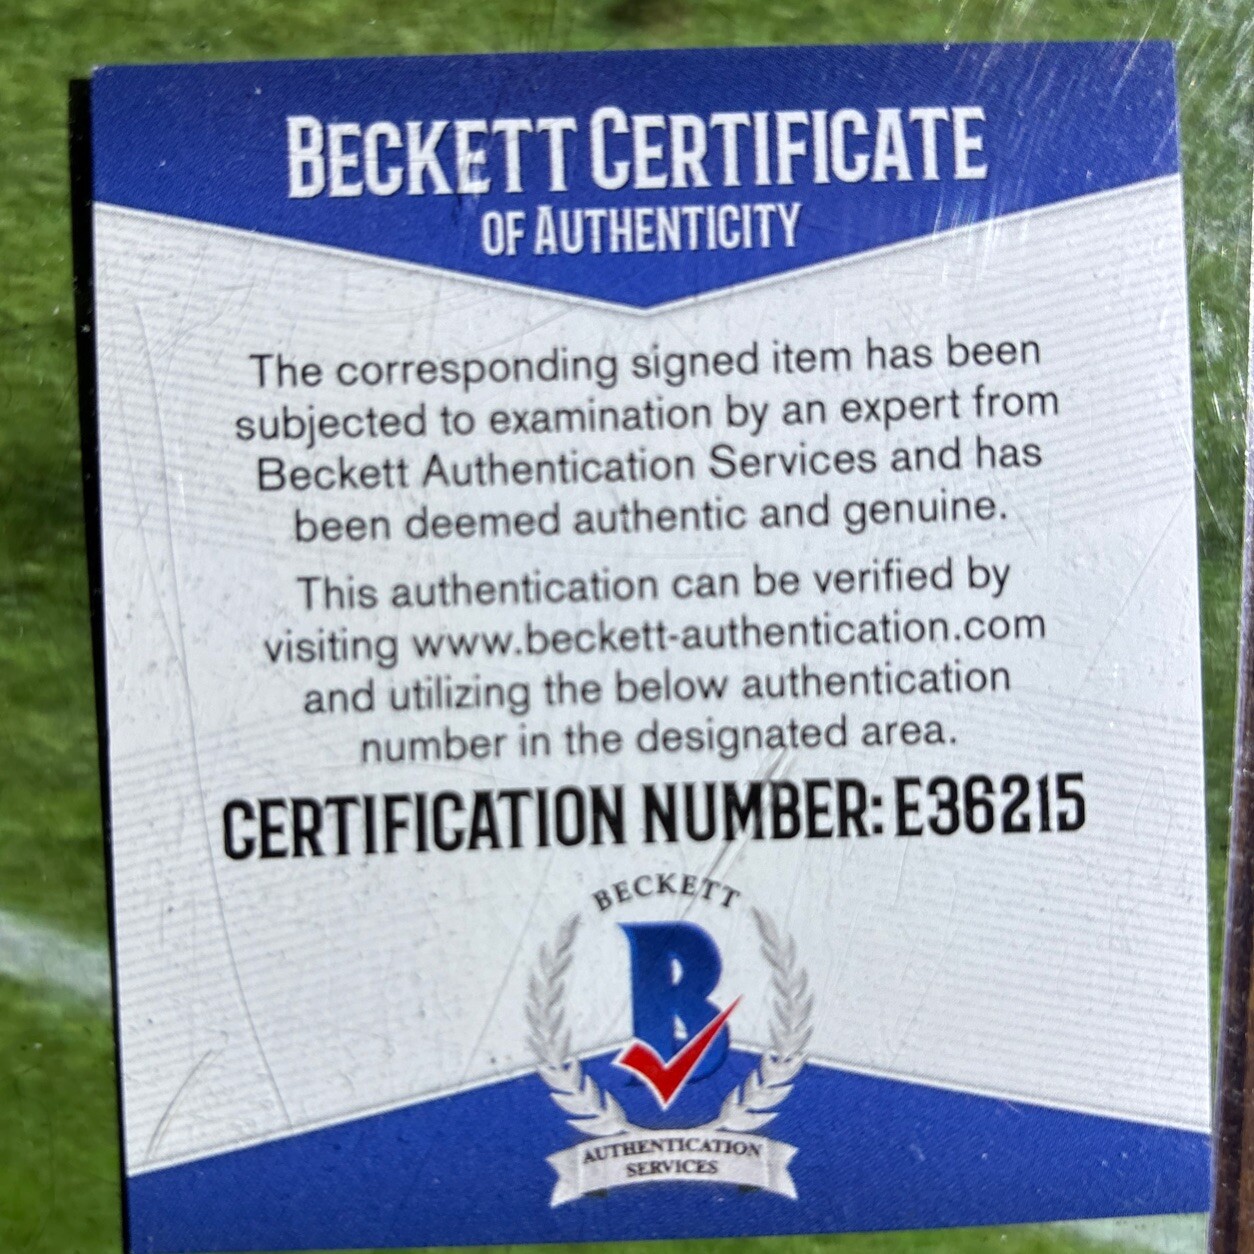 BECKETT CERTIFICATE
OF AUTHENTICITY
The corresponding signed item has been
subjected to examination by an expert from
Beckett Authentication Services and has
been deemed authentic and genuine.
This authentication can be verified by
visiting www.beckett-authentication.com
and utilizing the below authentication
number in the designated area.
CERTIFICATION NUMBER: E36215
BECKETT
B
AUTHENTICATION
SERVICES